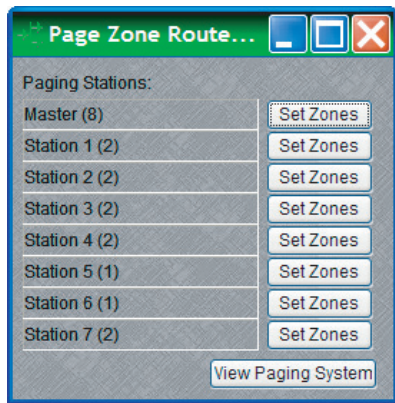 Page Zone Route...
Paging Stations:
Master (8) Set Zones
Station 1 (2) Set Zones
Station 2 (2) Set Zones
Station 3 (2) Set Zones
Station 4 (2) Set Zones
Station 5 (1) Set Zones
Station 6 (1) Set Zones
Station 7 (2) Set Zones
View Paging System